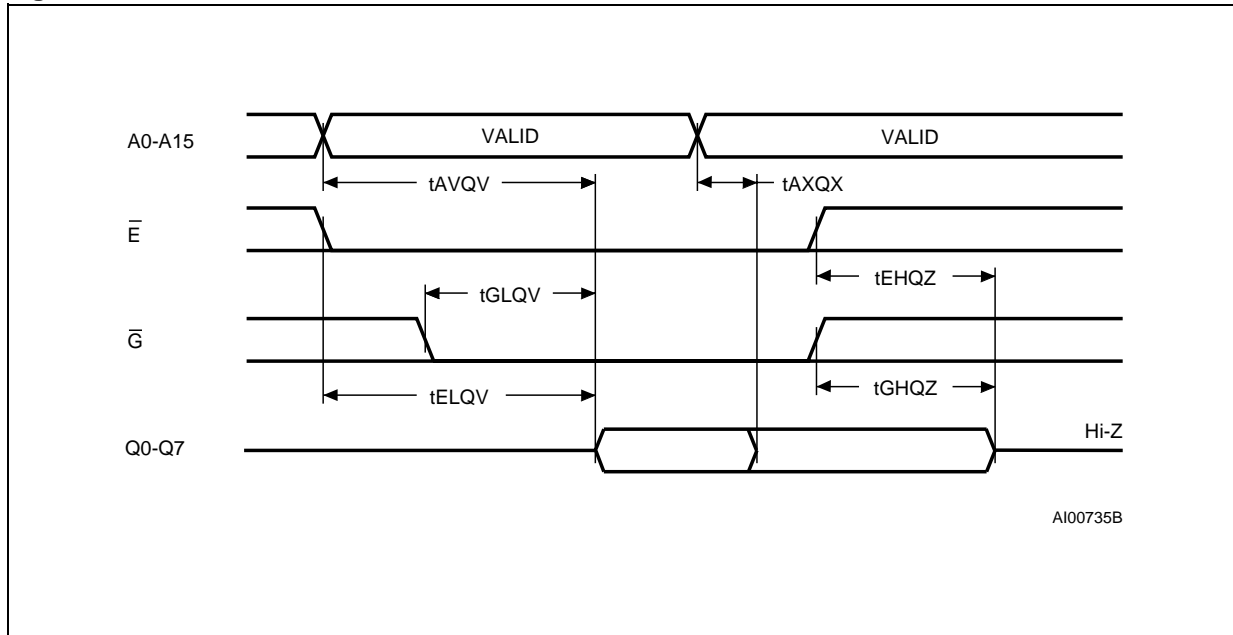 A0-A15
VALID
VALID
tAVQV
tAXQX
E̅
tEHQZ
tGLQV
G̅
tELQV
tGHQZ
Q0-Q7
Hi-Z
AI00735B